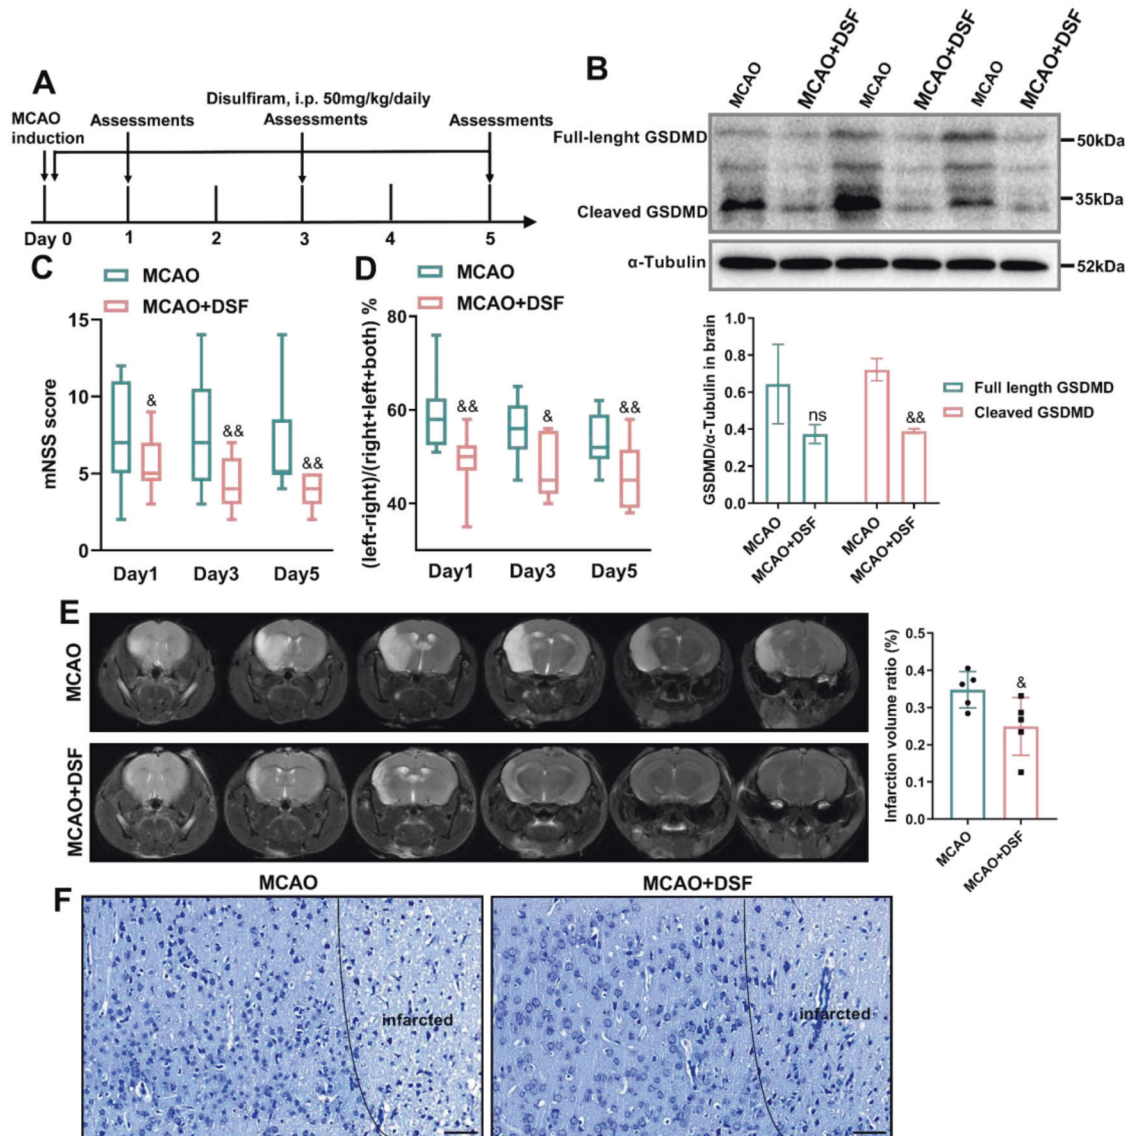 A
Disulfiram, i.p. 50mg/kg/daily
MCAO
induction
Assessments
Assessments
Assessments
Day 0
1
2
3
4
5
B
MCAO
MCAO+DSF
MCAO
MCAO+DSF
MCAO
MCAO+DSF
Full-lenght GSDMD
50kDa
35kDa
Cleaved GSDMD
α-Tubulin
52kDa
GSDMD/α-Tubulin in brain
1.0
0.8
0.6
0.4
0.2
0.0
ns
&&
MCAO
MCAO+DSF
MCAO
MCAO+DSF
Full length GSDMD
Cleaved GSDMD
C
MCAO
MCAO+DSF
mNSS score
15
10
5
0
&
&&
&&
Day1
Day3
Day5
D
MCAO
MCAO+DSF
(left-right)/(right+left+both) %
80
60
40
&&
&
&&
Day1
Day3
Day5
E
MCAO
MCAO+DSF
Infarction volume ratio (%)
0.5
0.4
0.3
0.2
0.1
0.0
&
MCAO
MCAO+DSF
F
MCAO
infarcted
MCAO+DSF
infarcted